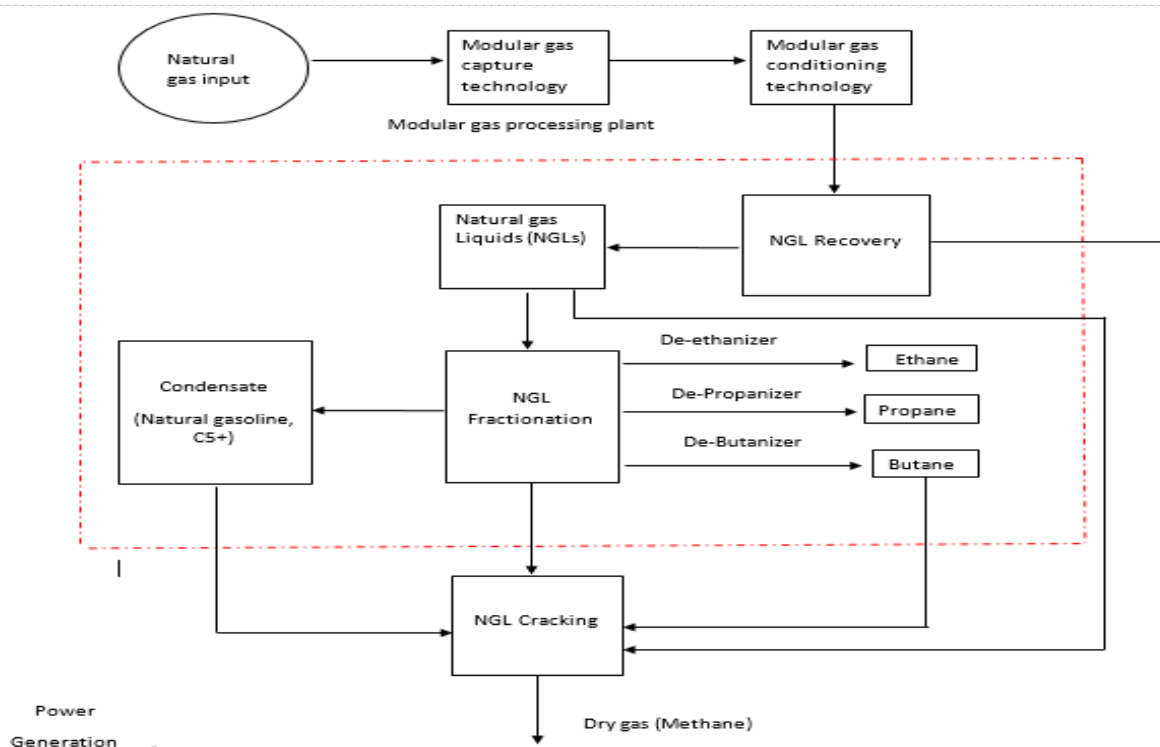 Natural
gas input
Modular gas
capture
technology
Modular gas
conditioning
technology
Modular gas processing plant
Natural gas
Liquids (NGLs)
NGL Recovery
De-ethanizer
Ethane
Condensate
(Natural gasoline,
C5+)
NGL
Fractionation
De-Propanizer
Propane
De-Butanizer
Butane
NGL Cracking
Power
Generation
Dry gas (Methane)